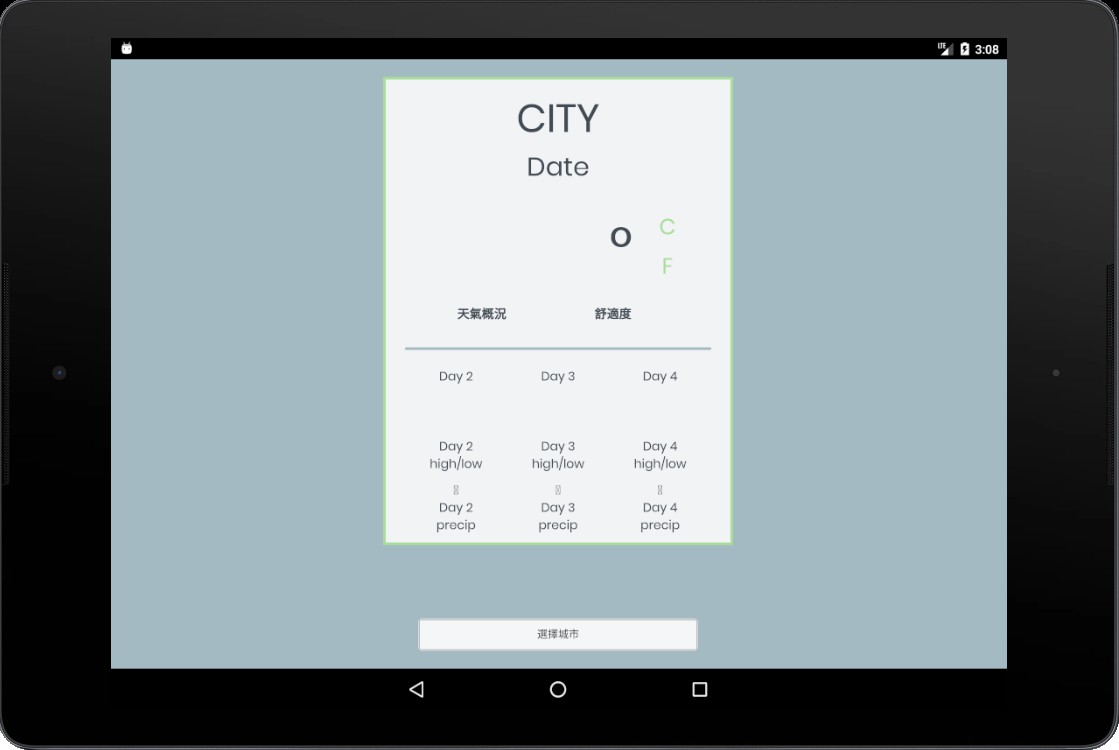 LTE 3:08
CITY
Date
O C
F
天氣概況 舒適度
Day 2 Day 3 Day 4
Day 2 Day 3 Day 4
high/low high/low high/low
Day 2 Day 3 Day 4
precip precip precip
選擇城市